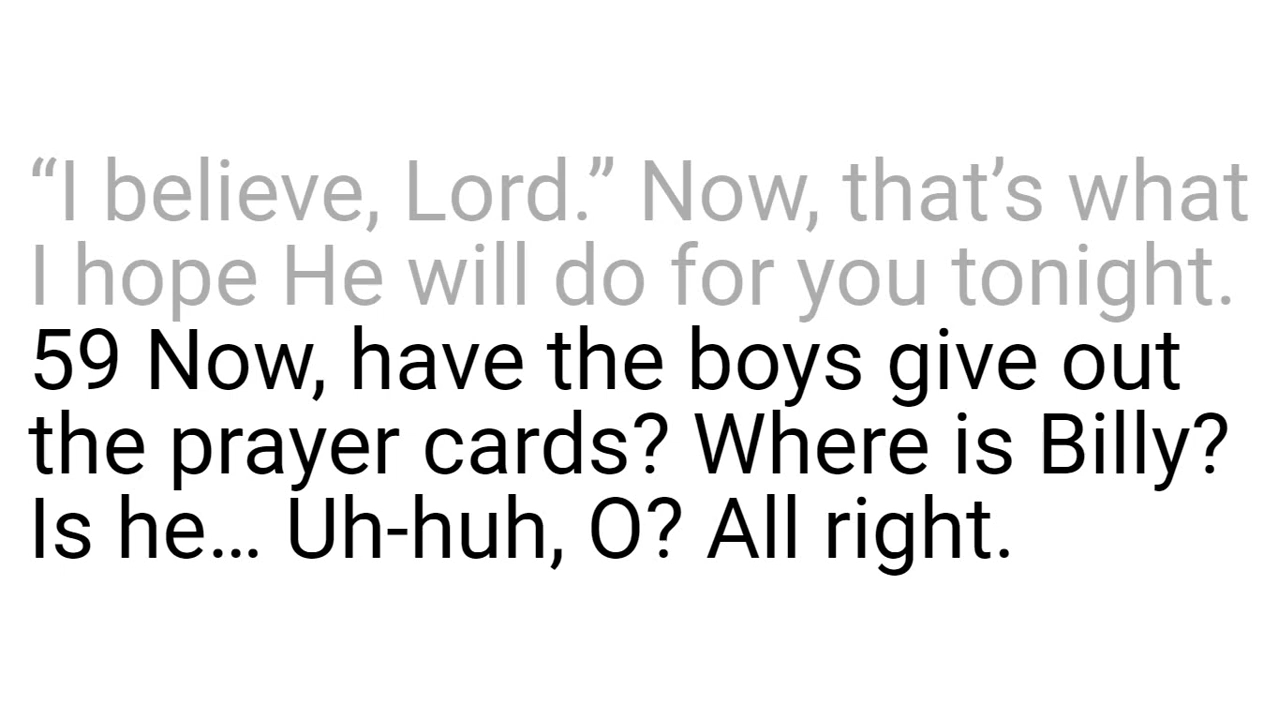 “I believe, Lord.” Now, that’s what
I hope He will do for you tonight.
59 Now, have the boys give out
the prayer cards? Where is Billy?
Is he… Uh-huh, O? All right.